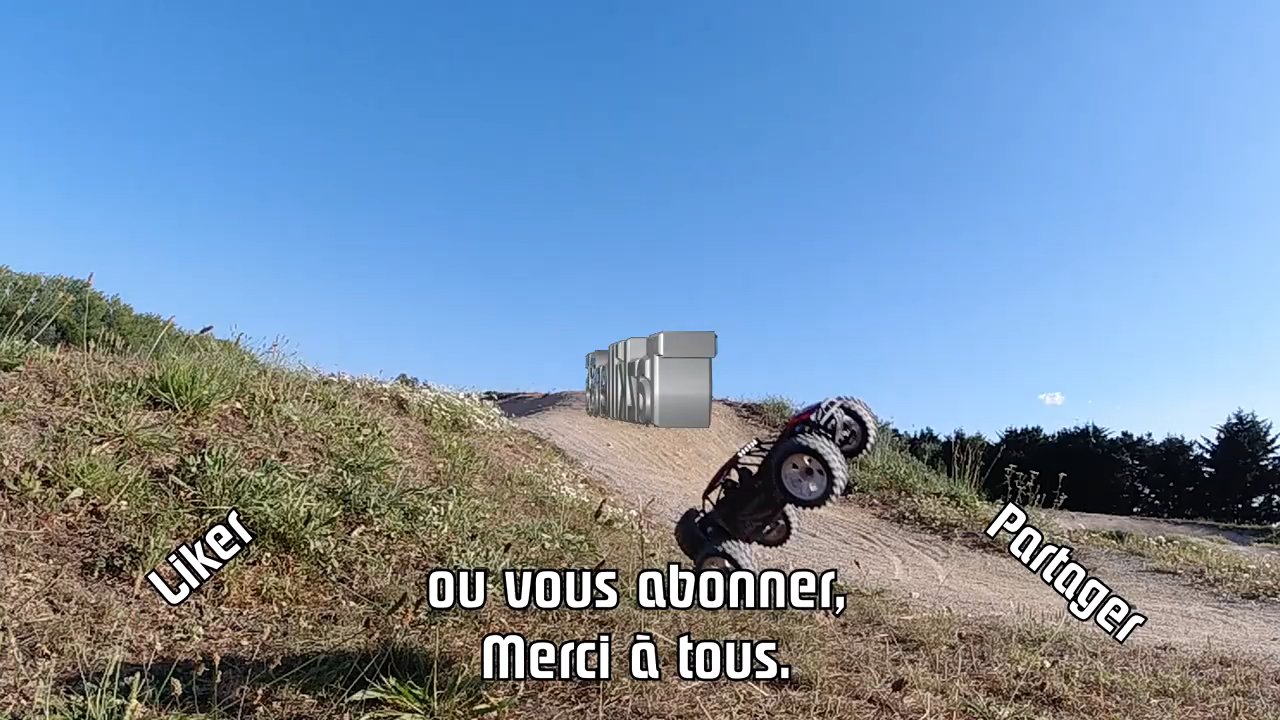 Liker
Partager
ou vous abonner,
Merci à tous.